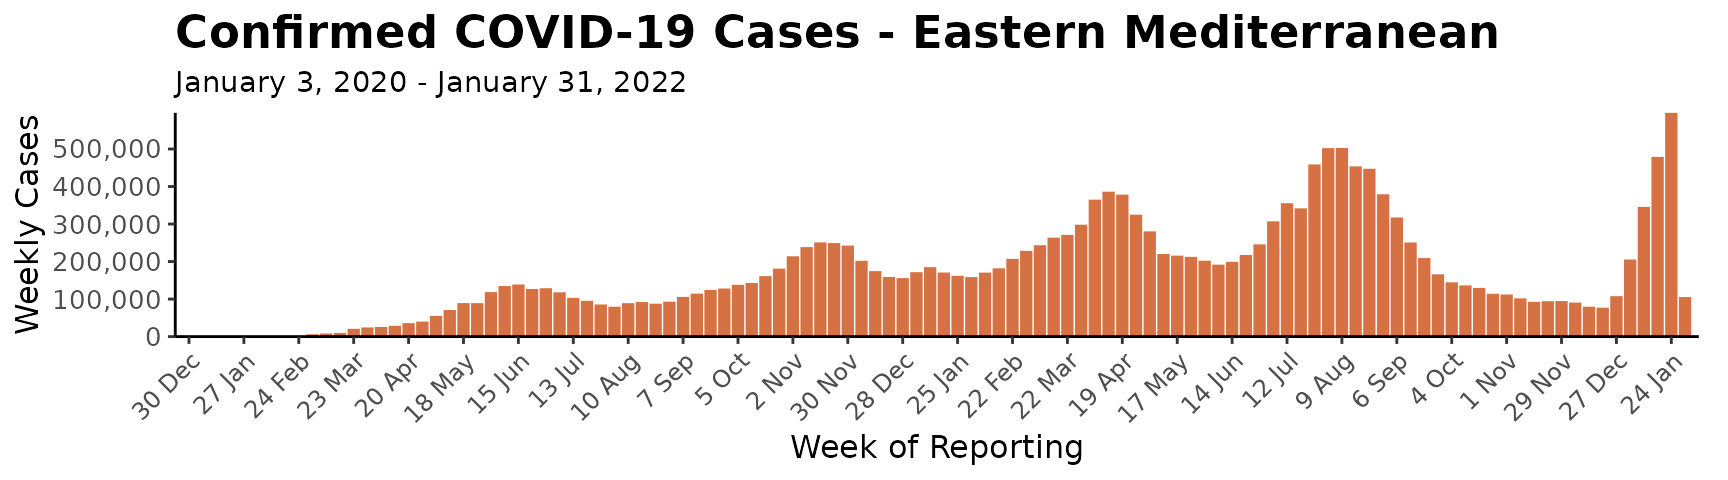 Confirmed COVID-19 Cases - Eastern Mediterranean
January 3, 2020 - January 31, 2022
Weekly Cases
500,000
400,000
300,000
200,000
100,000
0
30 Dec
27 Jan
24 Feb
23 Mar
20 Apr
18 May
15 Jun
13 Jul
10 Aug
7 Sep
5 Oct
2 Nov
30 Nov
28 Dec
25 Jan
22 Feb
22 Mar
19 Apr
17 May
14 Jun
12 Jul
9 Aug
6 Sep
4 Oct
1 Nov
29 Nov
27 Dec
24 Jan
Week of Reporting